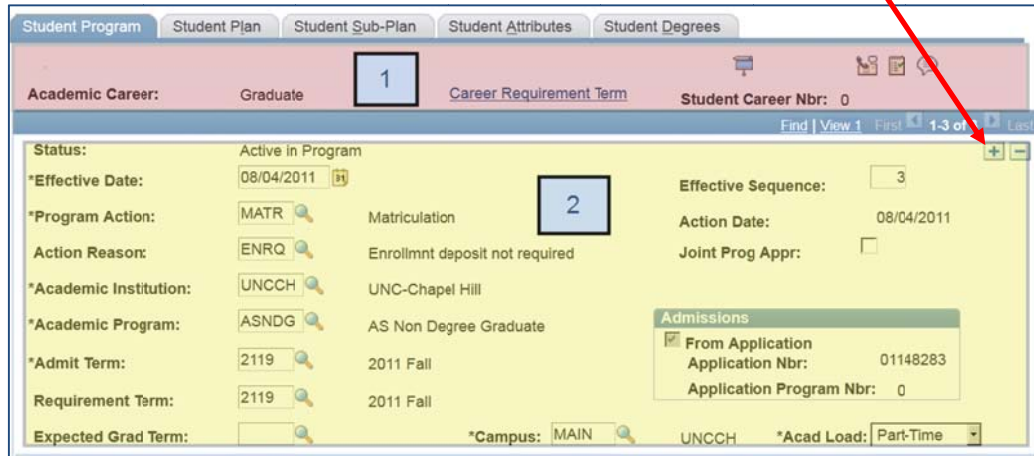 Student Program Student Plan Student Sub-Plan Student Attributes Student Degrees
1
Academic Career: Graduate Career Requirement Term Student Career Nbr: 0
Find | View 1 First 1-3 of Last
Status: Active in Program
*Effective Date: 08/04/2011 31 Effective Sequence: 3
2
*Program Action: MATR Matriculation Action Date: 08/04/2011
Action Reason: ENRQ Enrollmnt deposit not required Joint Prog Appr:
*Academic Institution: UNCCH UNC-Chapel Hill
*Academic Program: ASNDG AS Non Degree Graduate Admissions
From Application
*Admit Term: 2119 2011 Fall Application Nbr: 01148283
Requirement Term: 2119 2011 Fall Application Program Nbr: 0
Expected Grad Term: *Campus: MAIN UNCCH *Acad Load: Part-Time